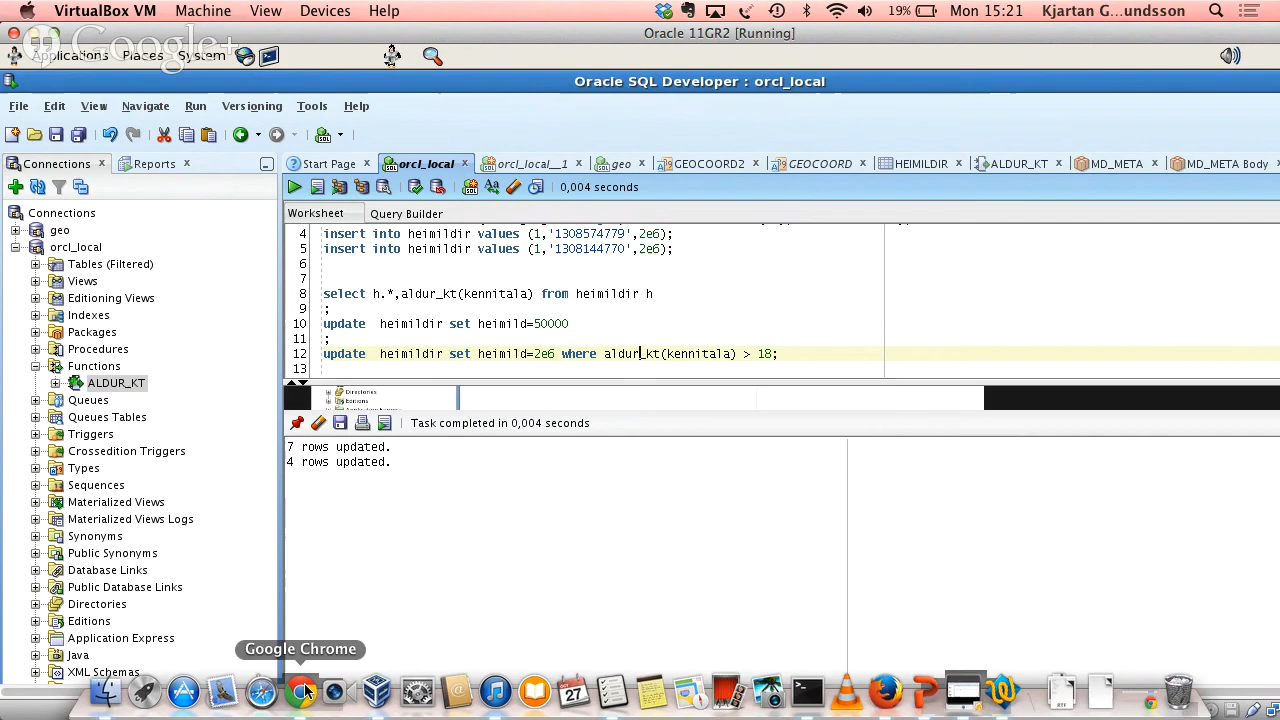 VirtualBox VM Machine View Devices Help 19% Mon 15:21 Kjartan G...undsson
Oracle 11GR2 [Running]
Google+
Applications Places System
Oracle SQL Developer : orcl_local
File Edit View Navigate Run Versioning Tools Help
Connections x Reports x
Start Page x orcl_local x orcl_local__1 x geo x GEOCOORD2 x GEOCOORD x HEIMILDIR x ALDUR_KT x MD_META x MD_META Body x
0,004 seconds
Worksheet Query Builder
4 insert into heimildir values (1,'1308574779',2e6);
5 insert into heimildir values (1,'1308144770',2e6);
6
7
8 select h.*,aldur_kt(kennitala) from heimildir h
9 ;
10 update heimildir set heimild=50000
11 ;
12 update heimildir set heimild=2e6 where aldur_kt(kennitala) > 18;
13
Connections
geo
orcl_local
Tables (Filtered)
Views
Editioning Views
Indexes
Packages
Procedures
Functions
ALDUR_KT
Queues
Queues Tables
Triggers
Crossedition Triggers
Types
Sequences
Materialized Views
Materialized Views Logs
Synonyms
Public Synonyms
Database Links
Public Database Links
Directories
Editions
Application Express
Java
XML Schemas
Directories
Editions
Task completed in 0,004 seconds
7 rows updated.
4 rows updated.
Google Chrome
27